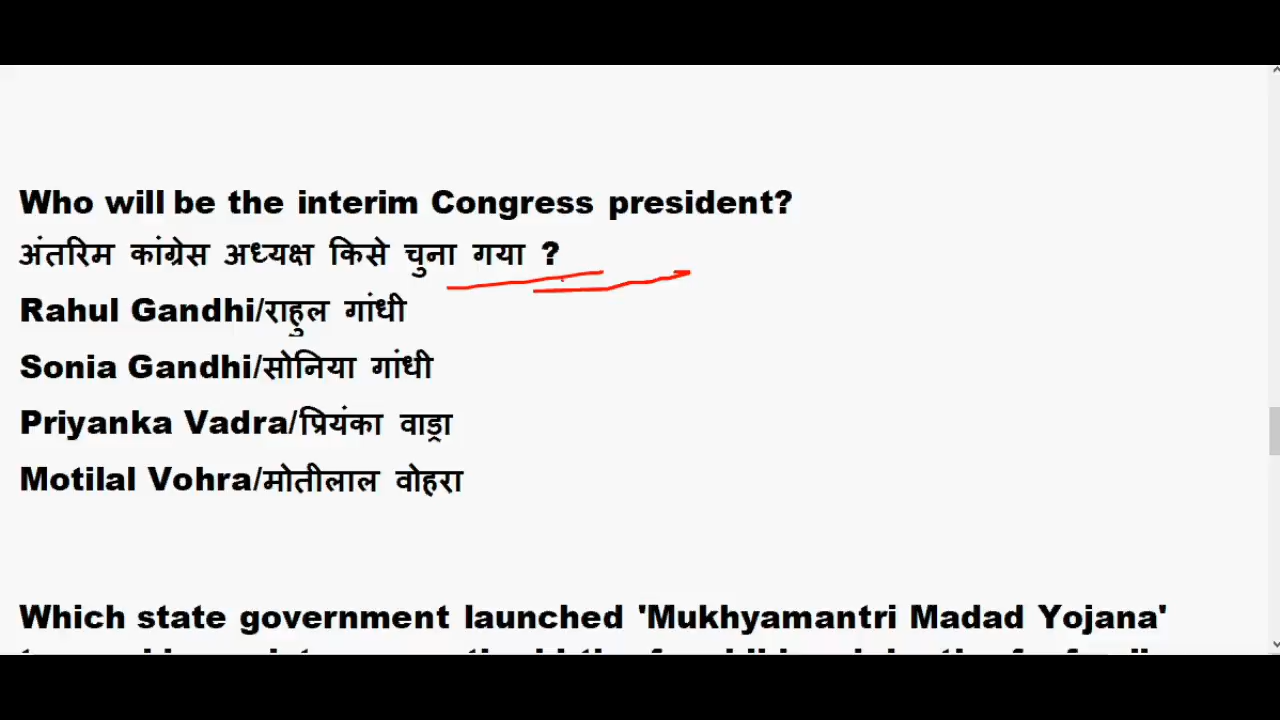 Who will be the interim Congress president?
अंतरिम कांग्रेस अध्यक्ष किसे चुना गया ?
Rahul Gandhi/राहुल गांधी
Sonia Gandhi/सोनिया गांधी
Priyanka Vadra/प्रियंका वाड्रा
Motilal Vohra/मोतीलाल वोहरा
Which state government launched 'Mukhyamantri Madad Yojana'